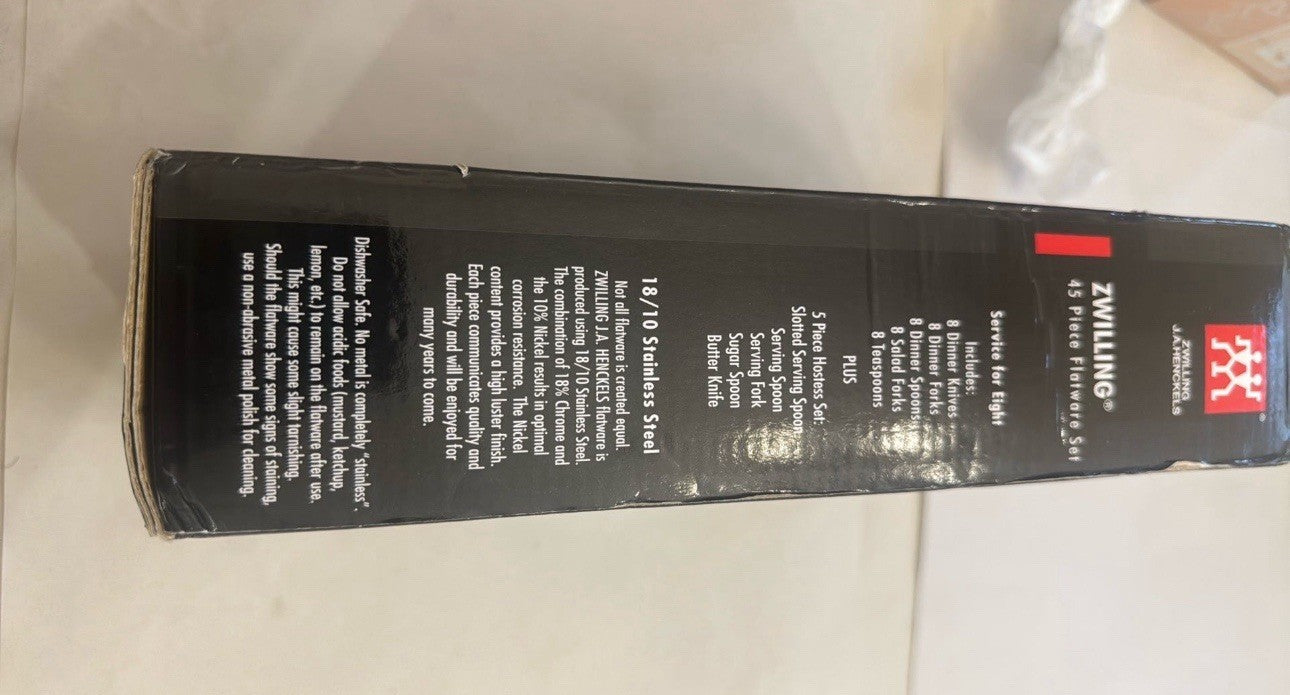 ZWILLING
J.A.HENCKELS
ZWILLING®
45 Piece Flatware Set
Service for Eight
Includes:
8 Dinner Knives
8 Dinner Forks
8 Dinner Spoons
8 Salad Forks
8 Teaspoons
PLUS
5 Piece Hostess Set:
Slotted Serving Spoon
Serving Spoon
Serving Fork
Sugar Spoon
Butter Knife
18/10 Stainless Steel
Not all flatware is created equal.
ZWILLING J.A. HENCKELS flatware is
produced using 18/10 Stainless Steel.
The combination of 18% Chrome and
the 10% Nickel results in optimal
corrosion resistance. The Nickel
content provides a high luster finish.
Each piece communicates quality and
durability and will be enjoyed for
many years to come.
Dishwasher Safe. No metal is completely "stainless".
Do not allow acidic foods (mustard, ketchup,
lemon, etc.) to remain on the flatware after use.
This might cause some slight tarnishing.
Should the flatware show some signs of staining,
use a non-abrasive metal polish for cleaning.